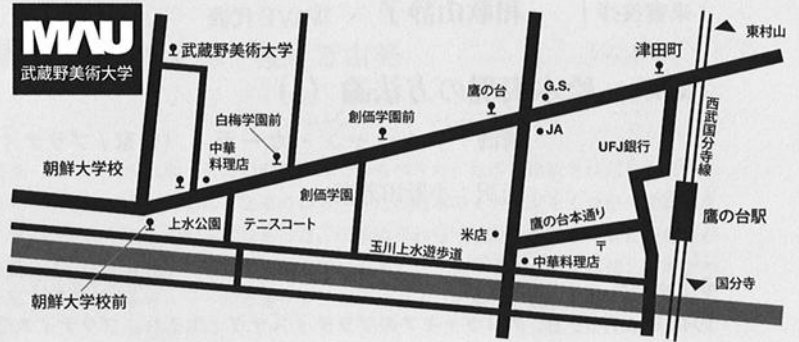 MAU
武蔵野美術大学
武蔵野美術大学
東村山
津田町
G.S.
鷹の台
JA
西武国分寺線
UFJ銀行
創価学園前
白梅学園前
中華
料理店
朝鮮大学校
創価学園
上水公園
テニスコート
米店
鷹の台本通り
〒
鷹の台駅
玉川上水遊歩道
中華料理店
国分寺
朝鮮大学校前